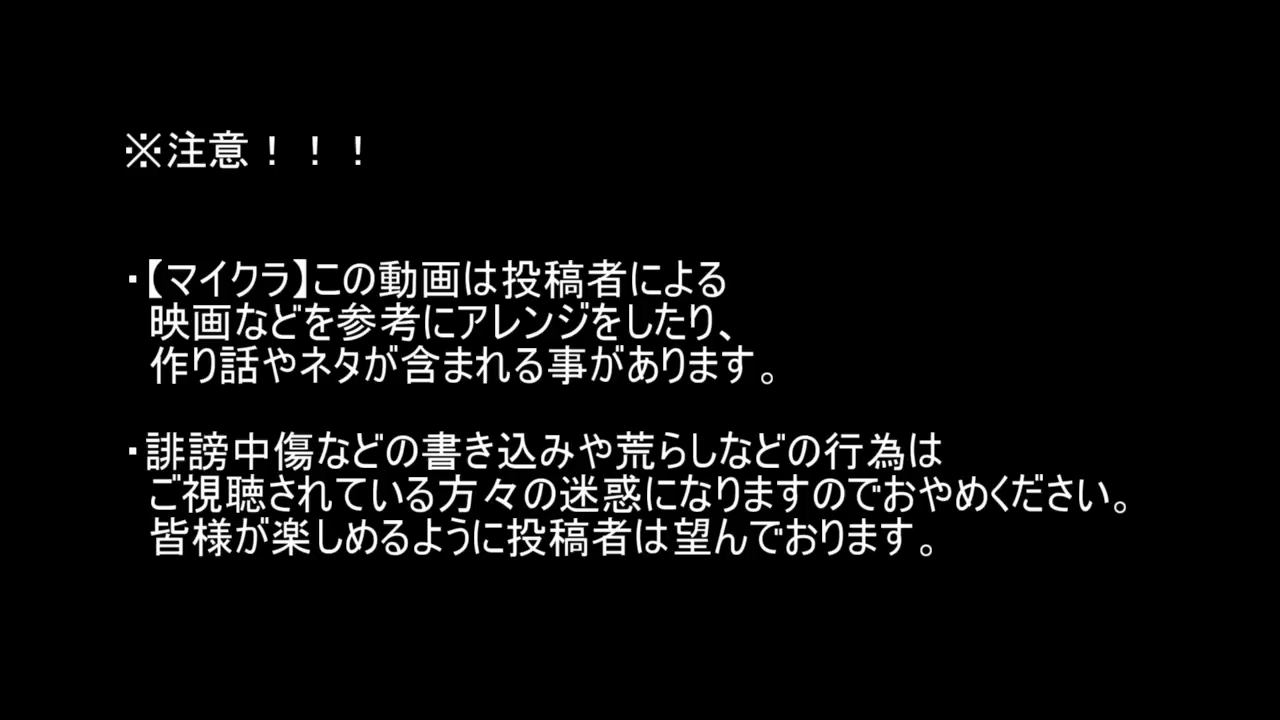 ※注意！！！
・【マイクラ】この動画は投稿者による
映画などを参考にアレンジをしたり、
作り話やネタが含まれる事があります。
・誹謗中傷などの書き込みや荒らしなどの行為は
ご視聴されている方々の迷惑になりますのでおやめください。
皆様が楽しめるように投稿者は望んでおります。